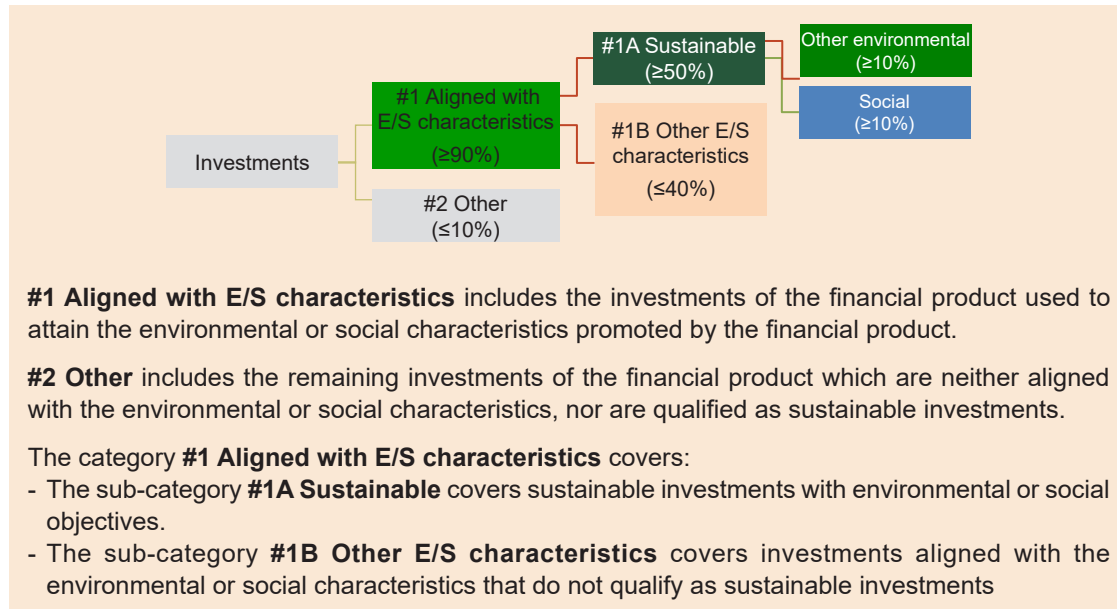 #1A Sustainable
(≥50%)
Other environmental
(≥10%)
#1 Aligned with
E/S characteristics
(≥90%)
Social
(≥10%)
#1B Other E/S
characteristics
(≤40%)
Investments
#2 Other
(≤10%)
#1 Aligned with E/S characteristics includes the investments of the financial product used to
attain the environmental or social characteristics promoted by the financial product.
#2 Other includes the remaining investments of the financial product which are neither aligned
with the environmental or social characteristics, nor are qualified as sustainable investments.
The category #1 Aligned with E/S characteristics covers:
- The sub-category #1A Sustainable covers sustainable investments with environmental or social
objectives.
- The sub-category #1B Other E/S characteristics covers investments aligned with the
environmental or social characteristics that do not qualify as sustainable investments